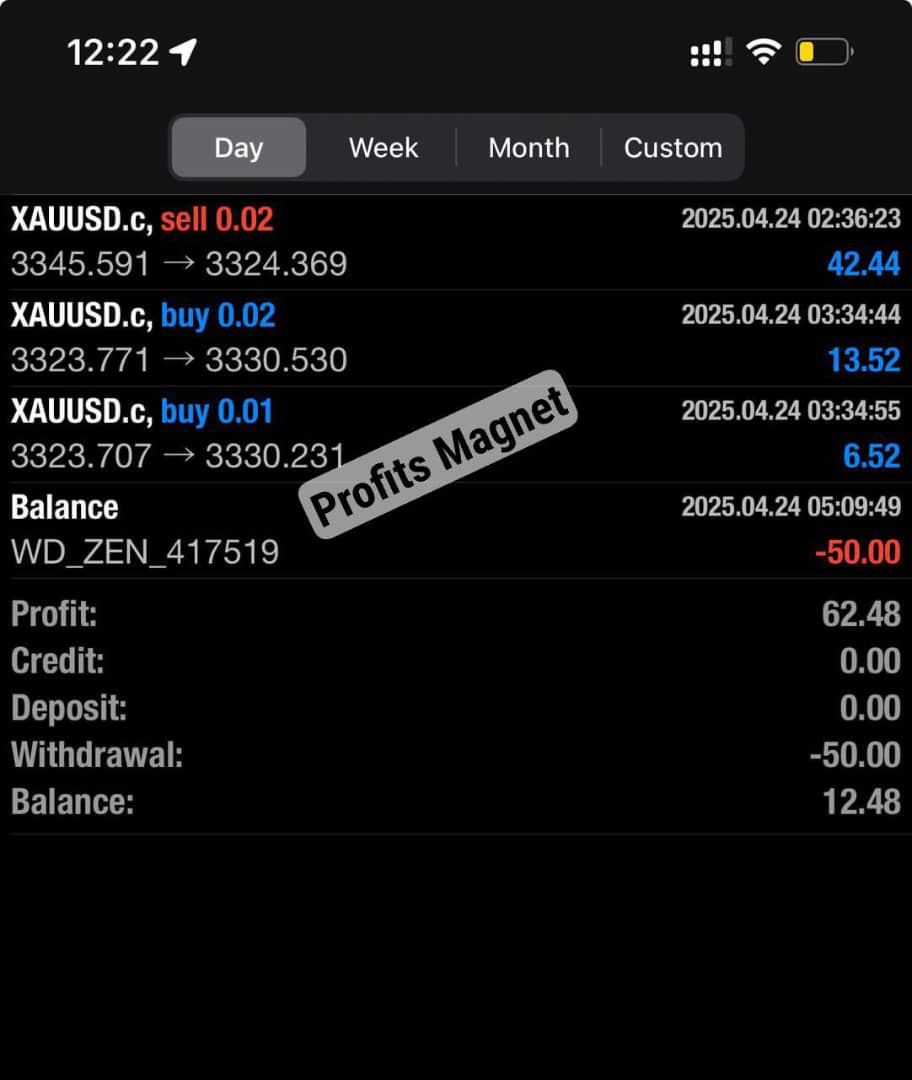 12:22
Day Week Month Custom
XAUUSD.c, sell 0.02 2025.04.24 02:36:23
3345.591 → 3324.369 42.44
XAUUSD.c, buy 0.02 2025.04.24 03:34:44
3323.771 → 3330.530 13.52
XAUUSD.c, buy 0.01 2025.04.24 03:34:55
3323.707 → 3330.231 6.52
Profits Magnet
Balance 2025.04.24 05:09:49
WD_ZEN_417519 -50.00
Profit: 62.48
Credit: 0.00
Deposit: 0.00
Withdrawal: -50.00
Balance: 12.48